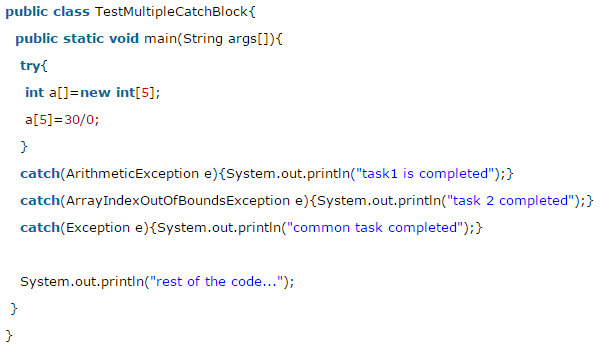 public class TestMultipleCatchBlock{
public static void main(String args[]){
try{
int a[]=new int[5];
a[5]=30/0;
}
catch(ArithmeticException e){System.out.println("task1 is completed");}
catch(ArrayIndexOutOfBoundsException e){System.out.println("task 2 completed");}
catch(Exception e){System.out.println("common task completed");}
System.out.println("rest of the code...");
}
}